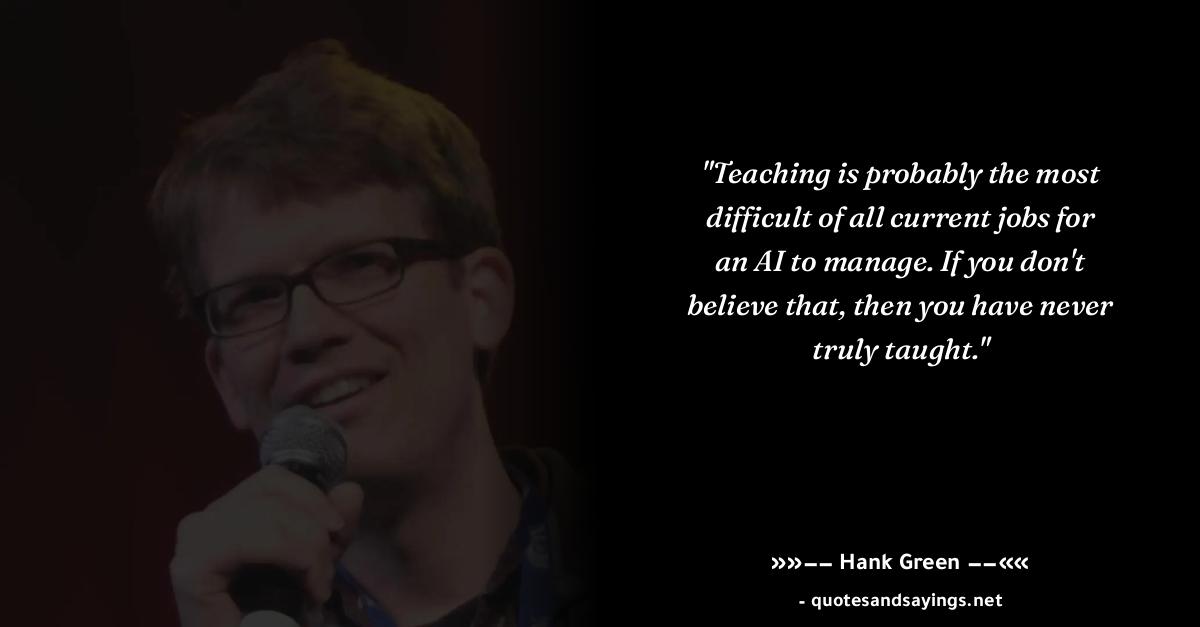 "Teaching is probably the most
difficult of all current jobs for
an AI to manage. If you don't
believe that, then you have never
truly taught."
»»−− Hank Green −−««
- quotesandsayings.net